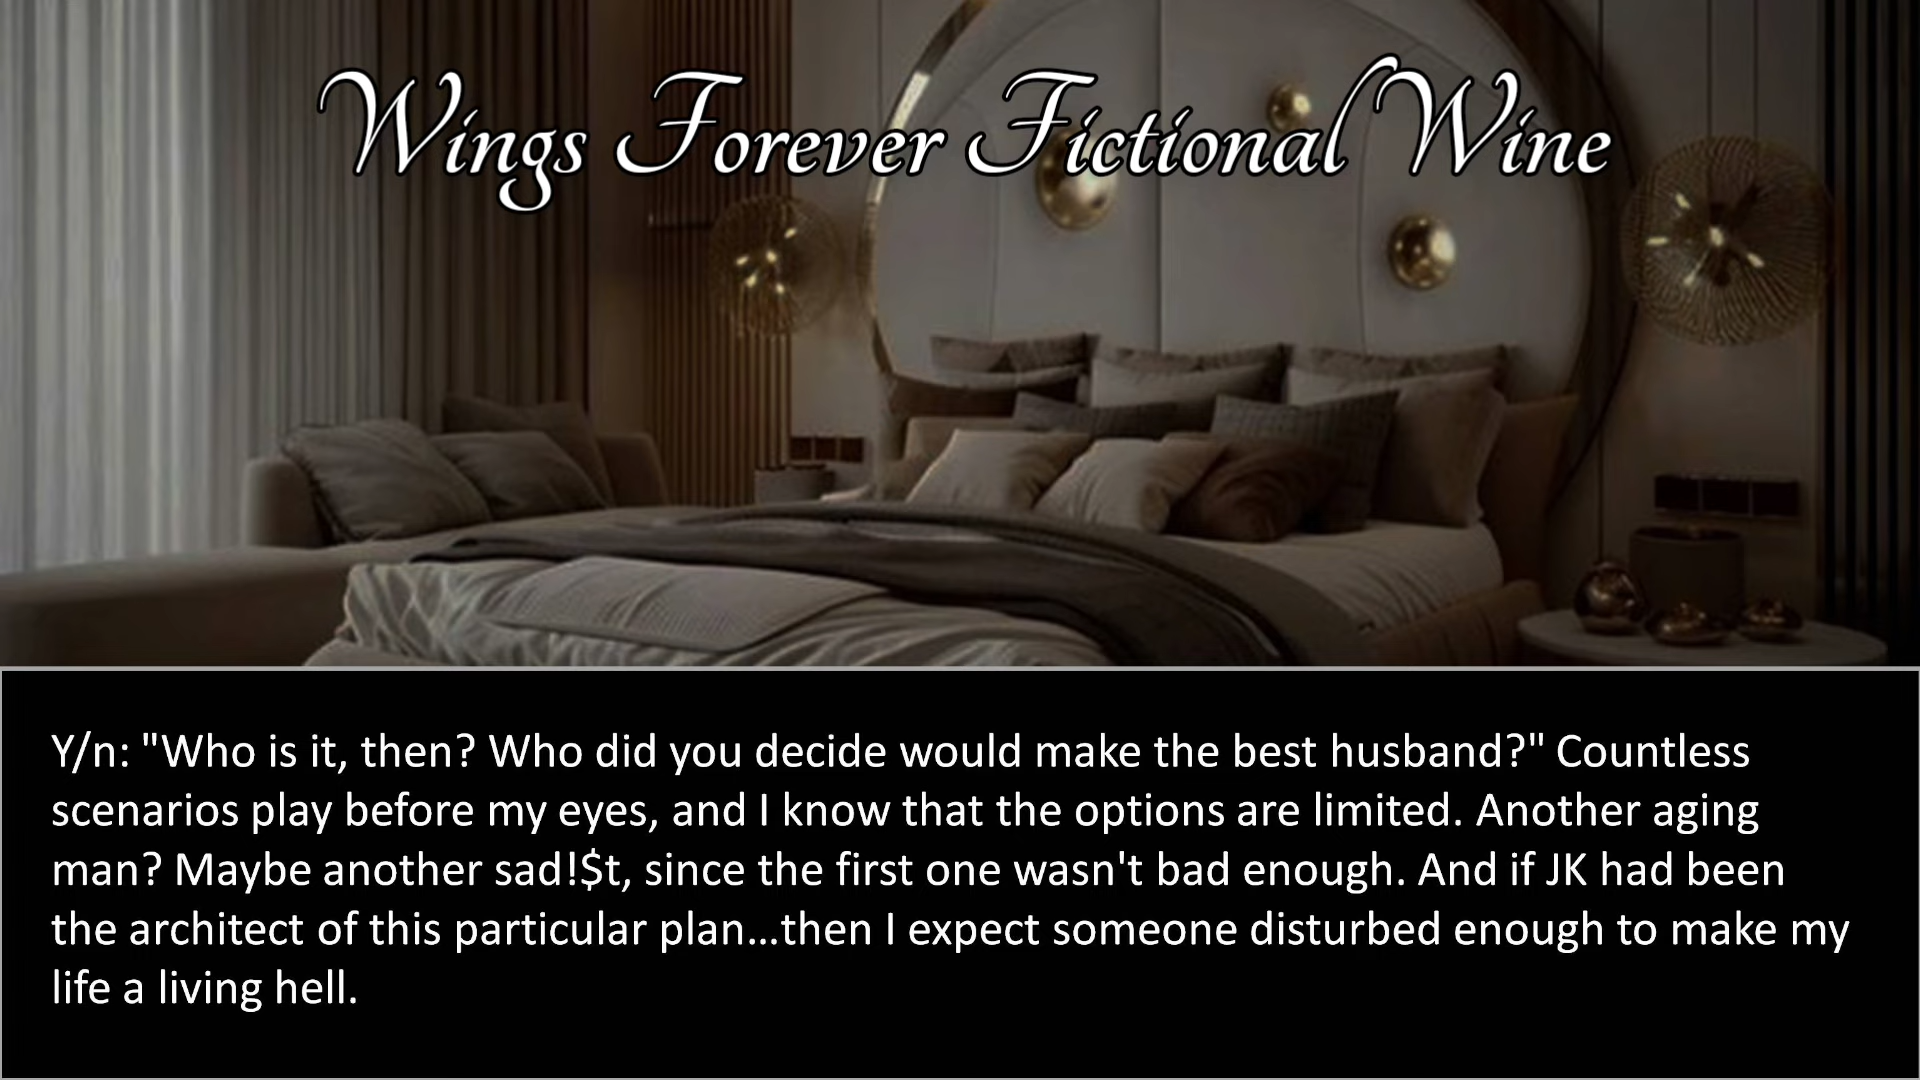 Wings Forever Fictional Wine
Y/n: "Who is it, then? Who did you decide would make the best husband?" Countless
scenarios play before my eyes, and I know that the options are limited. Another aging
man? Maybe another sad!$t, since the first one wasn't bad enough. And if JK had been
the architect of this particular plan...then I expect someone disturbed enough to make my
life a living hell.